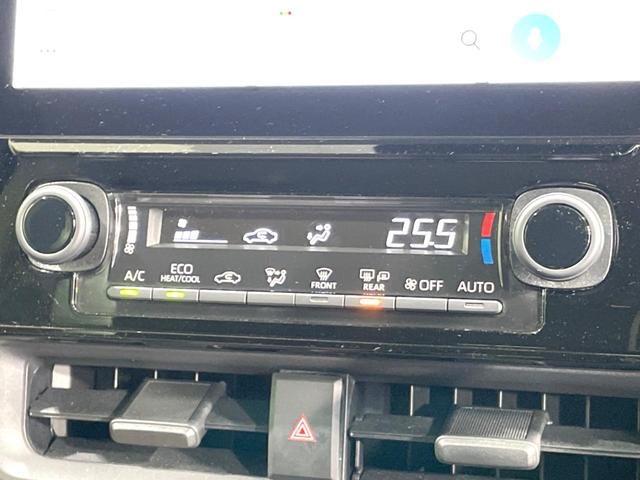 25.5
A/C
ECO
HEAT/COOL
FRONT
REAR
OFF
AUTO